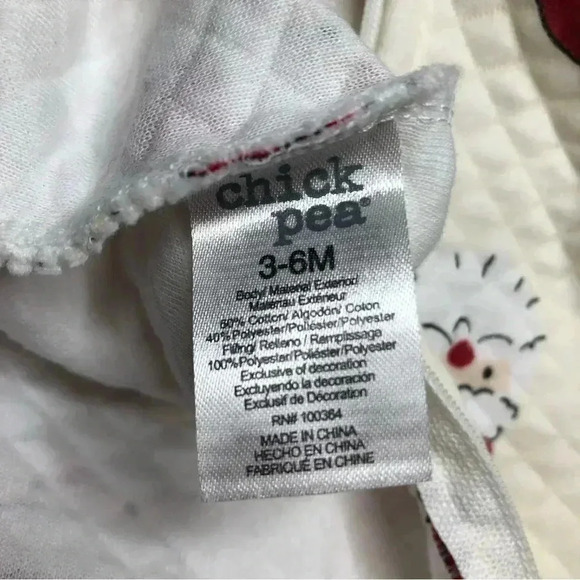 chick
pea®
3-6M
Body/ Material Exterior/
Materiau Extérieur
60% Cotton/ Algodón/ Coton
40% Polyester/Poliéster/Polyester
Filling/ Relleno / Rempissage
100% Polyester/Poliéster/Polyester
Exclusive of decoration
Excluyendo la decoración
Exclusif de Décoration
RN# 100364
MADE IN CHINA
HECHO EN CHINA
FABRIQUÉ EN CHINE